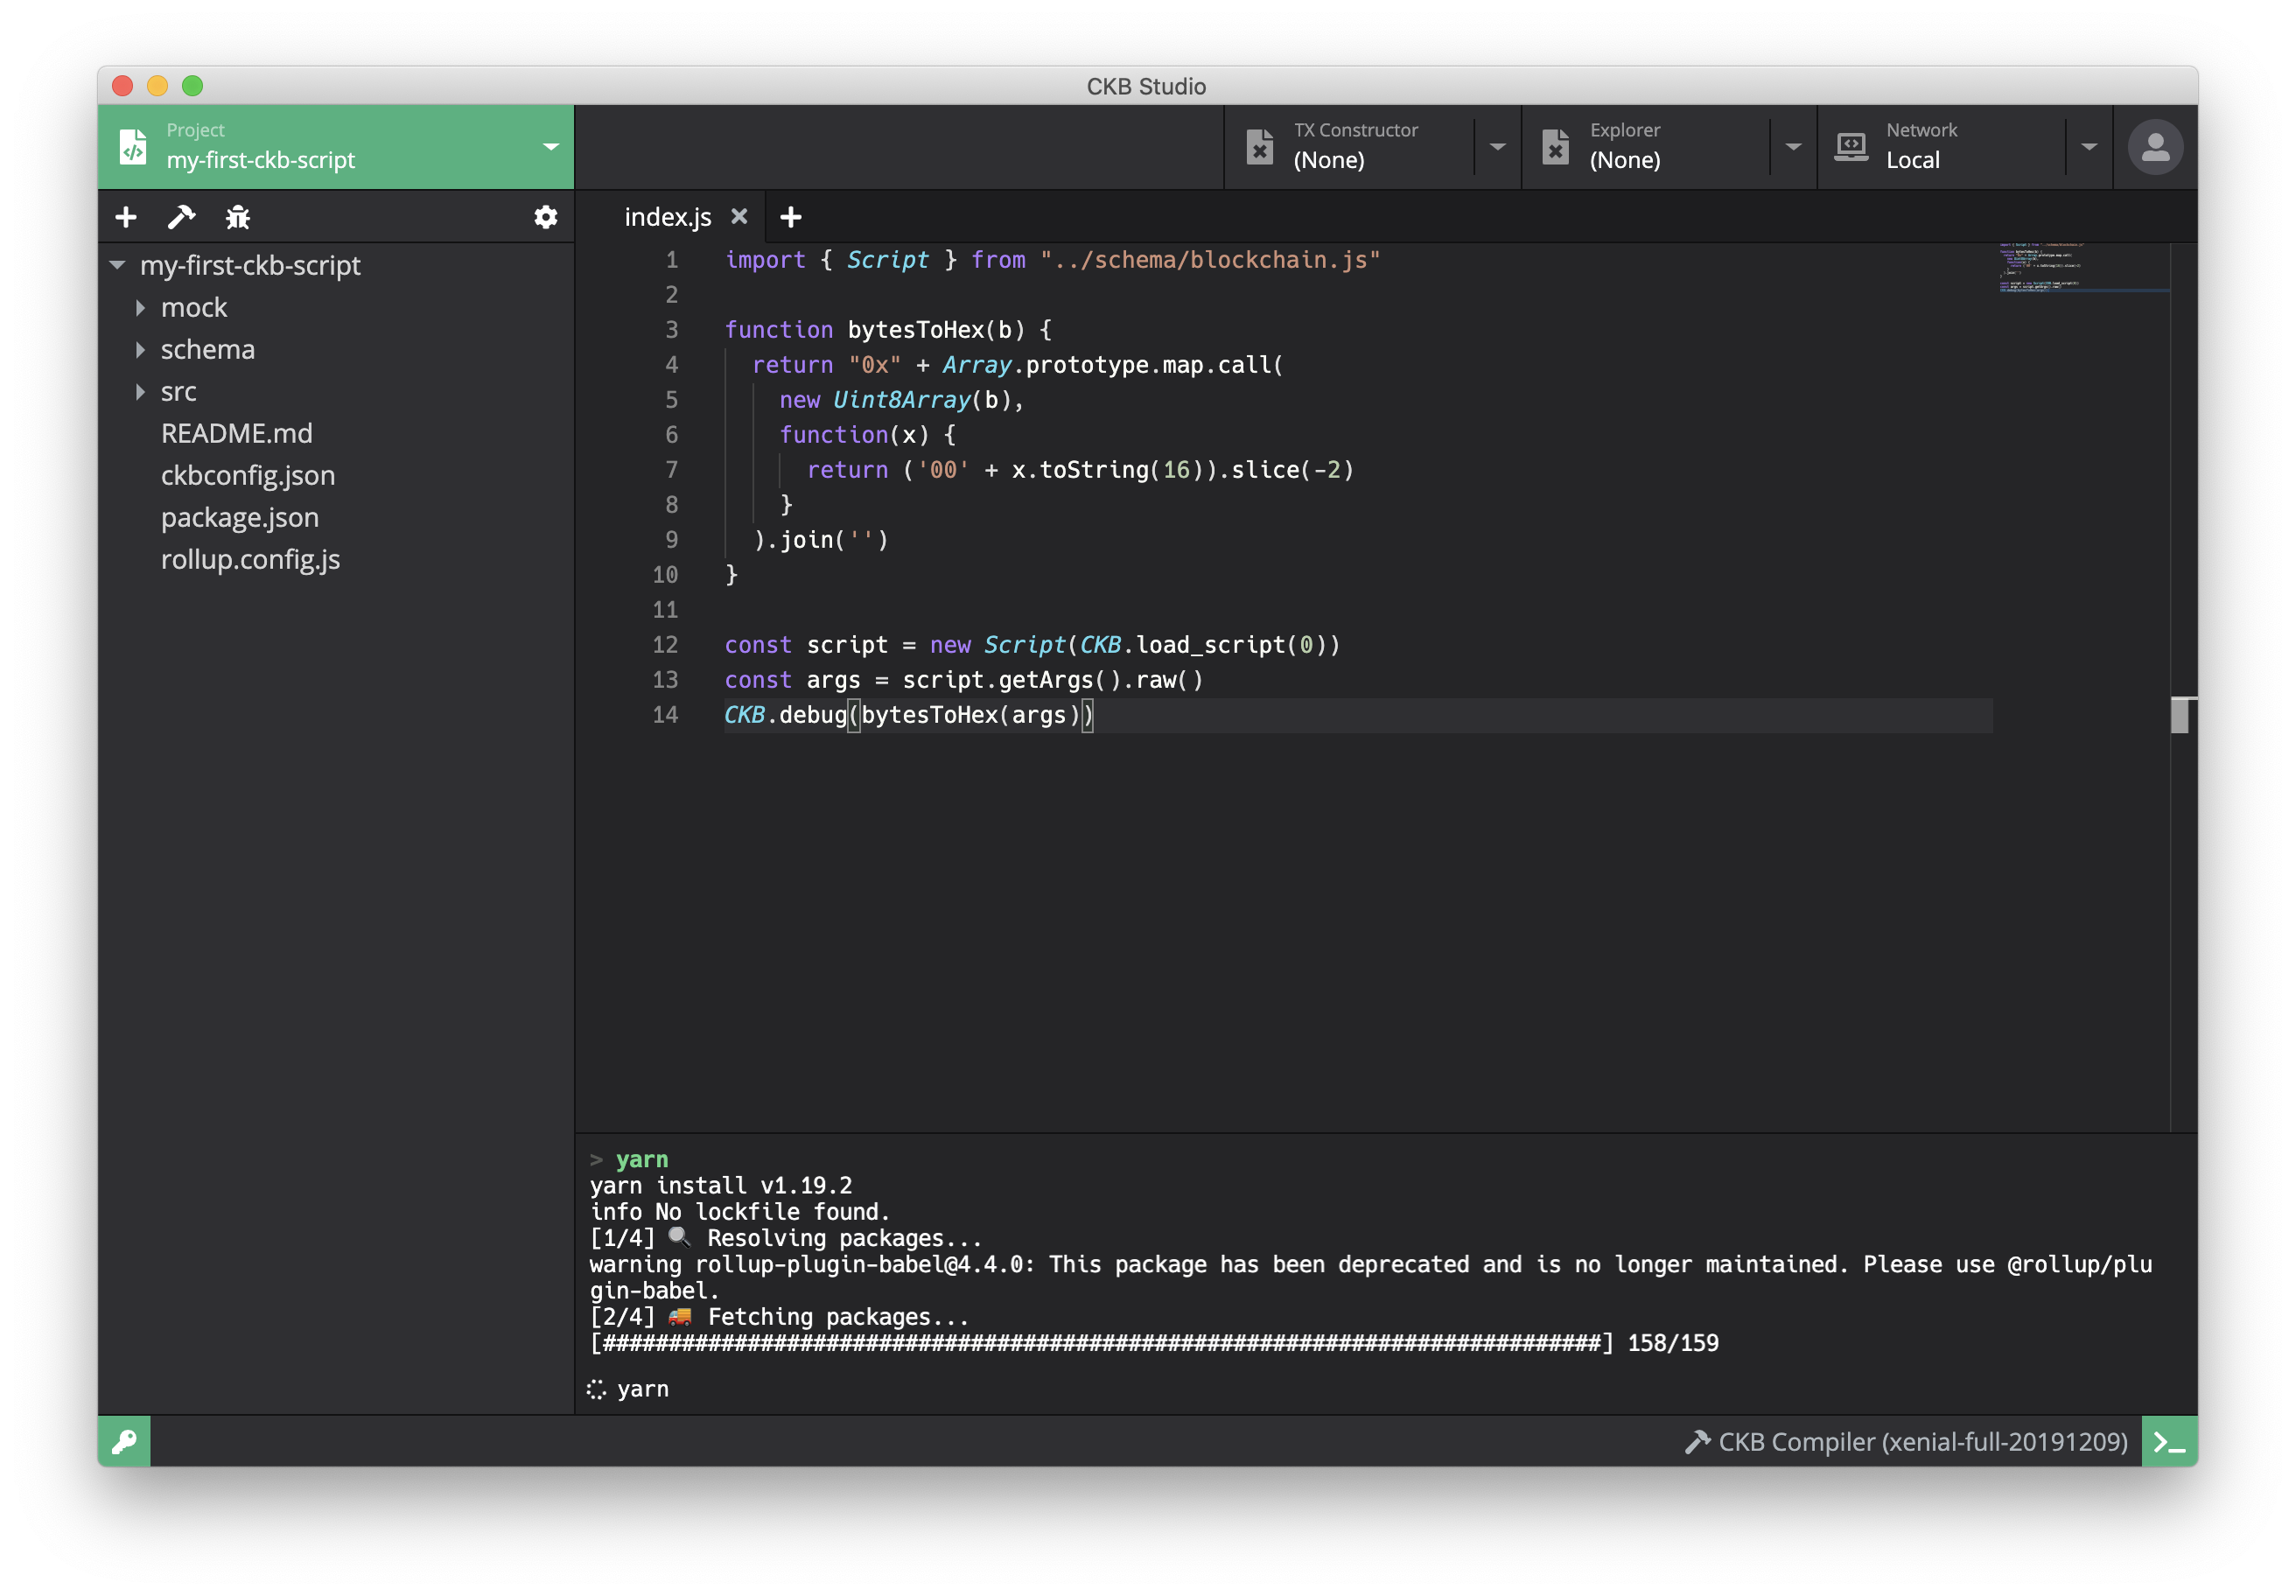 CKB Studio
Project
my-first-ckb-script
TX Constructor
(None)
Explorer
(None)
Network
Local
index.js
my-first-ckb-script
mock
schema
src
README.md
ckbconfig.json
package.json
rollup.config.js
1 import { Script } from "../schema/blockchain.js"
2
3 function bytesToHex(b) {
4   return "0x" + Array.prototype.map.call(
5     new Uint8Array(b),
6     function(x) {
7       return ('00' + x.toString(16)).slice(-2)
8     }
9   ).join('')
10 }
11
12 const script = new Script(CKB.load_script(0))
13 const args = script.getArgs().raw()
14 CKB.debug(bytesToHex(args))
> yarn
yarn install v1.19.2
info No lockfile found.
[1/4] 🔍 Resolving packages...
warning rollup-plugin-babel@4.4.0: This package has been deprecated and is no longer maintained. Please use @rollup/plu
gin-babel.
[2/4] 🚚 Fetching packages...
[############################################################################] 158/159
yarn
CKB Compiler (xenial-full-20191209)